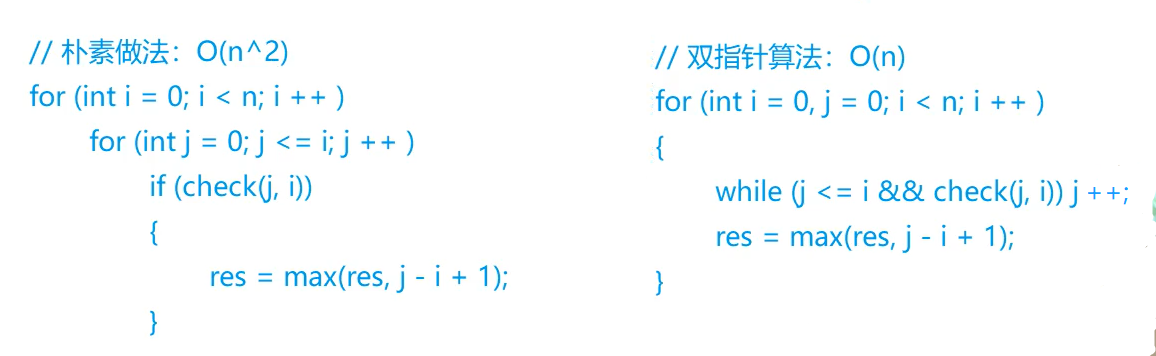 // 朴素做法：O(n^2)
for (int i = 0; i < n; i ++ )
for (int j = 0; j <= i; j ++ )
if (check(j, i))
{
res = max(res, j - i + 1);
}
// 双指针算法：O(n)
for (int i = 0, j = 0; i < n; i ++ )
{
while (j <= i && check(j, i)) j ++;
res = max(res, j - i + 1);
}